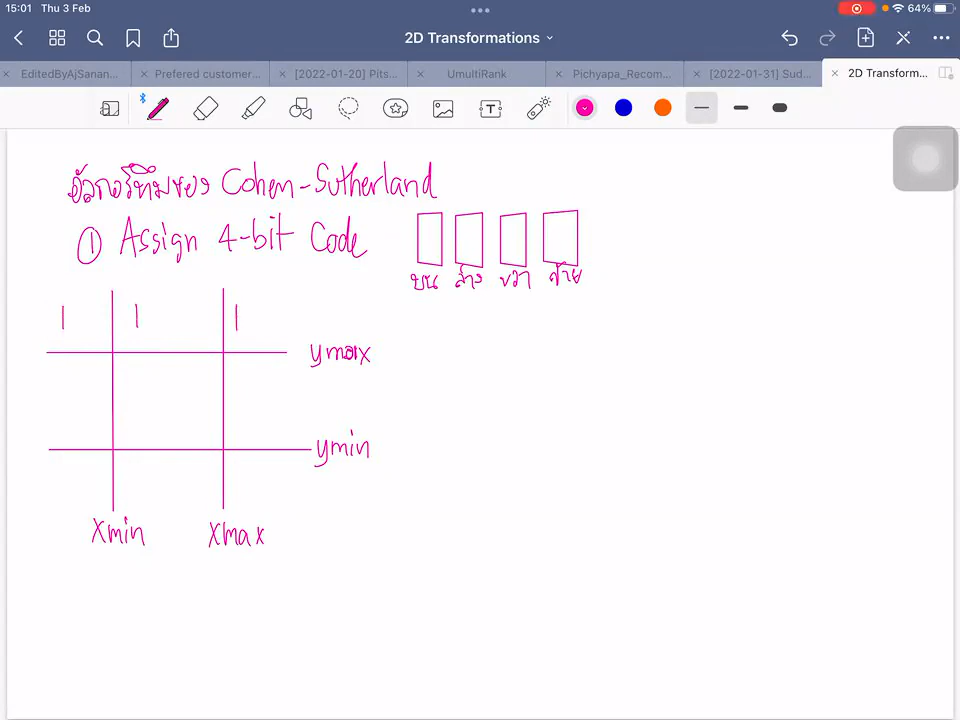 15:01 Thu 3 Feb 64%
2D Transformations
EditedByAjSanan... Prefered customer... [2022-01-20] Pits... UmultiRank Pichyapa_Recom... [2022-01-31] Sud... 2D Transform...
อัลกอริทึมของ Cohen-Sutherland
① Assign 4-bit Code
บน ล่าง ขวา ซ้าย
1 1 1
ymax
ymin
xmin xmax